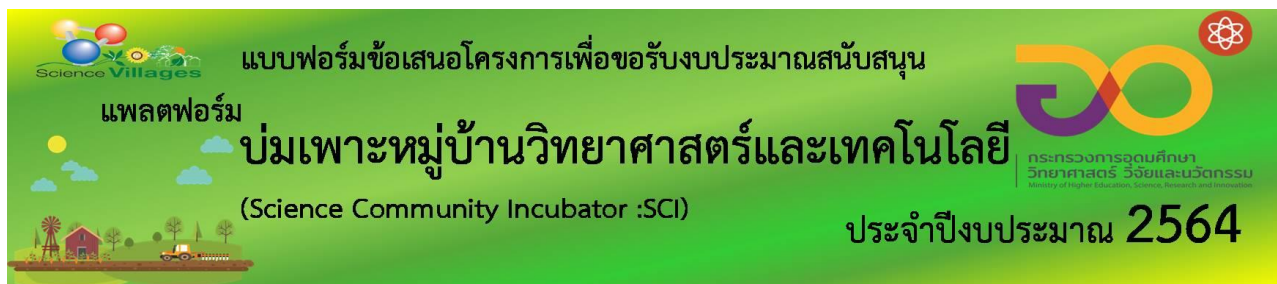 Science Villages
แบบฟอร์มข้อเสนอโครงการเพื่อขอรับงบประมาณสนับสนุน
แพลตฟอร์ม
บ่มเพาะหมู่บ้านวิทยาศาสตร์และเทคโนโลยี
(Science Community Incubator :SCI)
กระทรวงการอุดมศึกษา
วิทยาศาสตร์ วิจัยและนวัตกรรม
Ministry of Higher Education, Science, Research and Innovation
ประจำปีงบประมาณ 2564